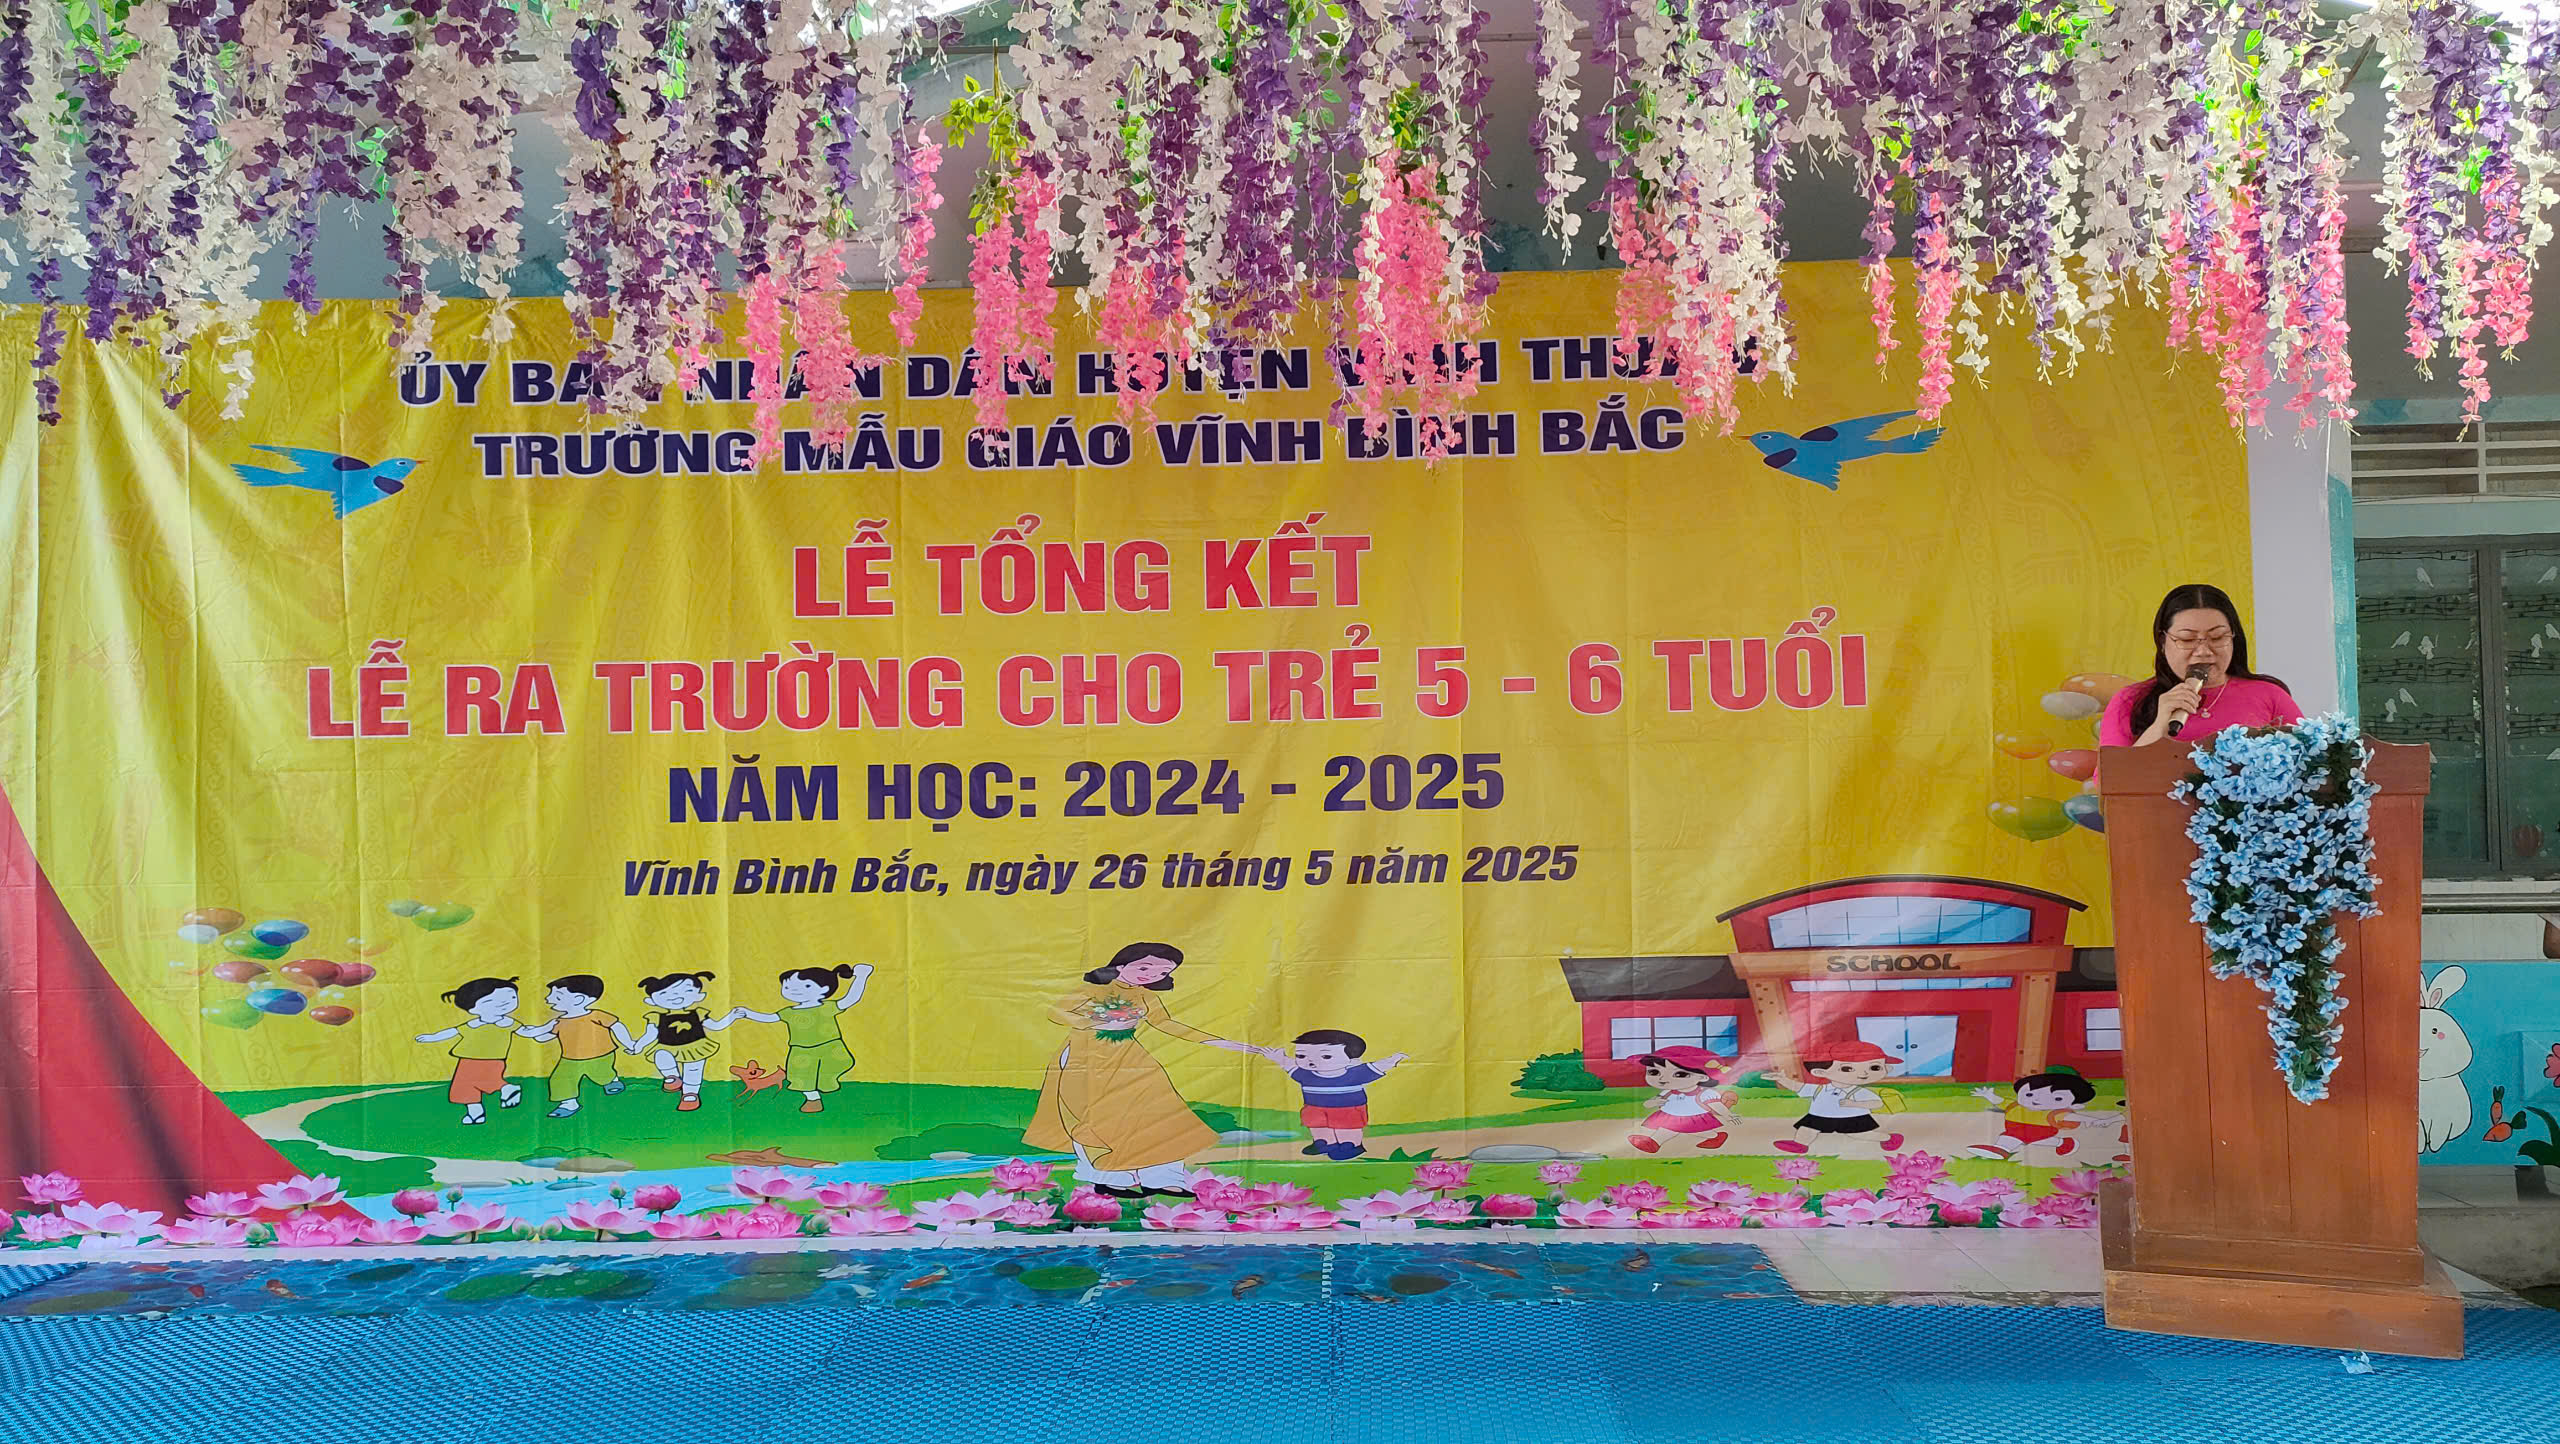 ỦY BAN NHÂN DÂN HUYỆN VĨNH THUẬN
TRƯỜNG MẪU GIÁO VĨNH BÌNH BẮC
LỄ TỔNG KẾT
LỄ RA TRƯỜNG CHO TRẺ 5 - 6 TUỔI
NĂM HỌC: 2024 - 2025
Vĩnh Bình Bắc, ngày 26 tháng 5 năm 2025
SCHOOL